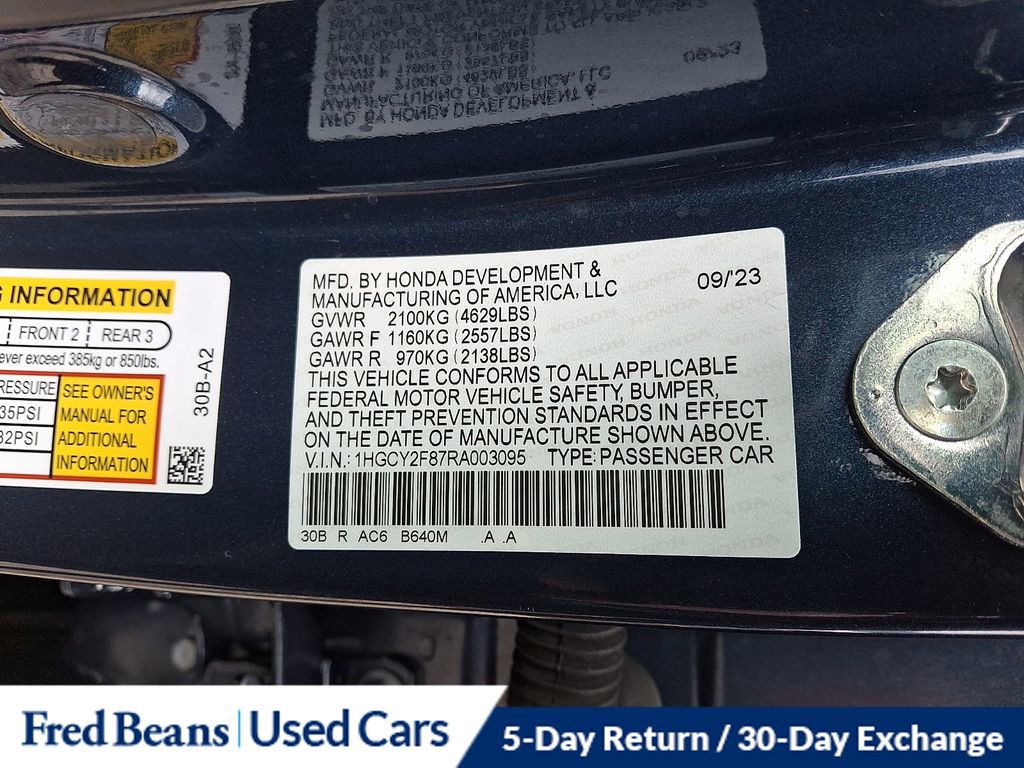 MFD. BY HONDA DEVELOPMENT &
MANUFACTURING OF AMERICA, LLC 09/'23
GVWR 2100KG (4629LBS)
GAWR F 1160KG (2557LBS)
GAWR R 970KG (2138LBS)
THIS VEHICLE CONFORMS TO ALL APPLICABLE
FEDERAL MOTOR VEHICLE SAFETY, BUMPER,
AND THEFT PREVENTION STANDARDS IN EFFECT
ON THE DATE OF MANUFACTURE SHOWN ABOVE.
V.I.N.: 1HGCY2F87RA003095 TYPE: PASSENGER CAR
30B R AC6 B640M .A .A
INFORMATION
FRONT 2 REAR 3
never exceed 385kg or 850lbs.
PRESSURE
35PSI
32PSI
SEE OWNER'S
MANUAL FOR
ADDITIONAL
INFORMATION
30B-A2
Fred Beans Used Cars
5-Day Return / 30-Day Exchange